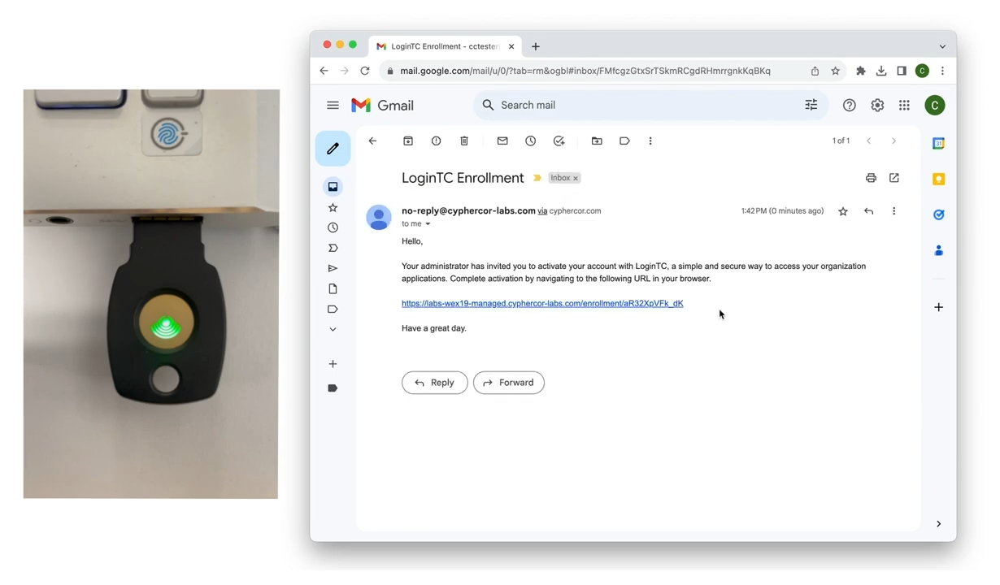 LoginTC Enrollment - cctester
mail.google.com/mail/u/0/?tab=rm&ogbl#inbox/FMfcgzGtxSrTSkmRCgdRHmrrgnkKqBKq
C
Gmail
Search mail
C
1 of 1
31
LoginTC Enrollment
Inbox x
no-reply@cyphercor-labs.com via cyphercor.com
1:42 PM (0 minutes ago)
to me
Hello,
Your administrator has invited you to activate your account with LoginTC, a simple and secure way to access your organization
applications. Complete activation by navigating to the following URL in your browser.
https://labs-wex19-managed.cyphercor-labs.com/enrollment/aR32XpVFk_dK
Have a great day.
Reply
Forward